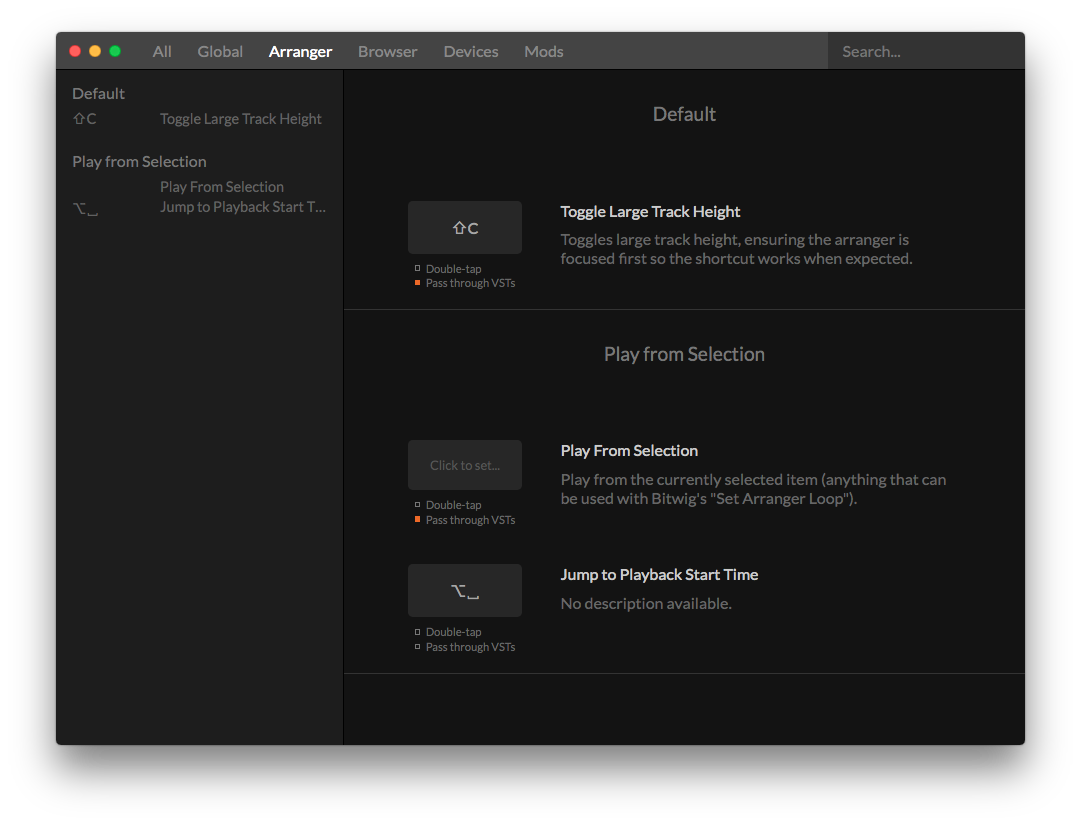 All Global Arranger Browser Devices Mods Search...
Default
⇧C Toggle Large Track Height
Play from Selection
Play From Selection
⌥⎵ Jump to Playback Start T...
Default
⇧C
Double-tap
Pass through VSTs
Toggle Large Track Height
Toggles large track height, ensuring the arranger is
focused first so the shortcut works when expected.
Play from Selection
Click to set...
Double-tap
Pass through VSTs
Play From Selection
Play from the currently selected item (anything that can
be used with Bitwig's "Set Arranger Loop").
⌥⎵
Double-tap
Pass through VSTs
Jump to Playback Start Time
No description available.